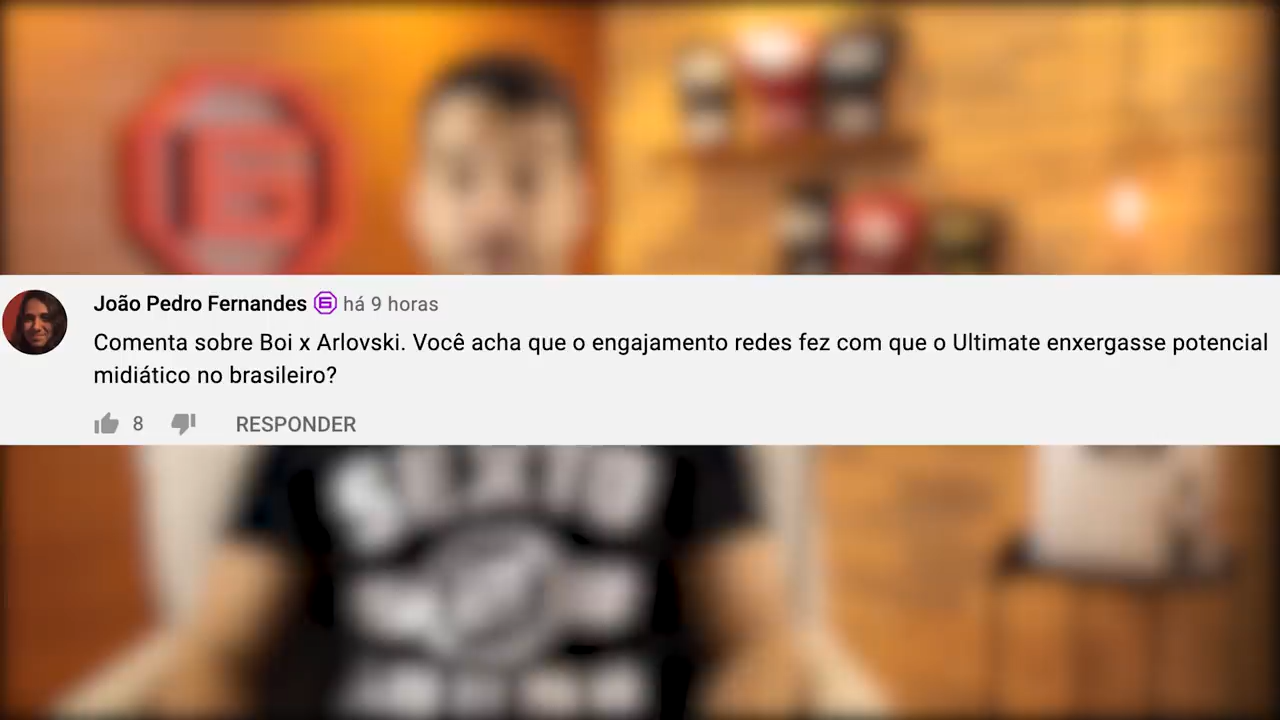 João Pedro Fernandes há 9 horas
Comenta sobre Boi x Arlovski. Você acha que o engajamento redes fez com que o Ultimate enxergasse potencial
midiático no brasileiro?
8 RESPONDER